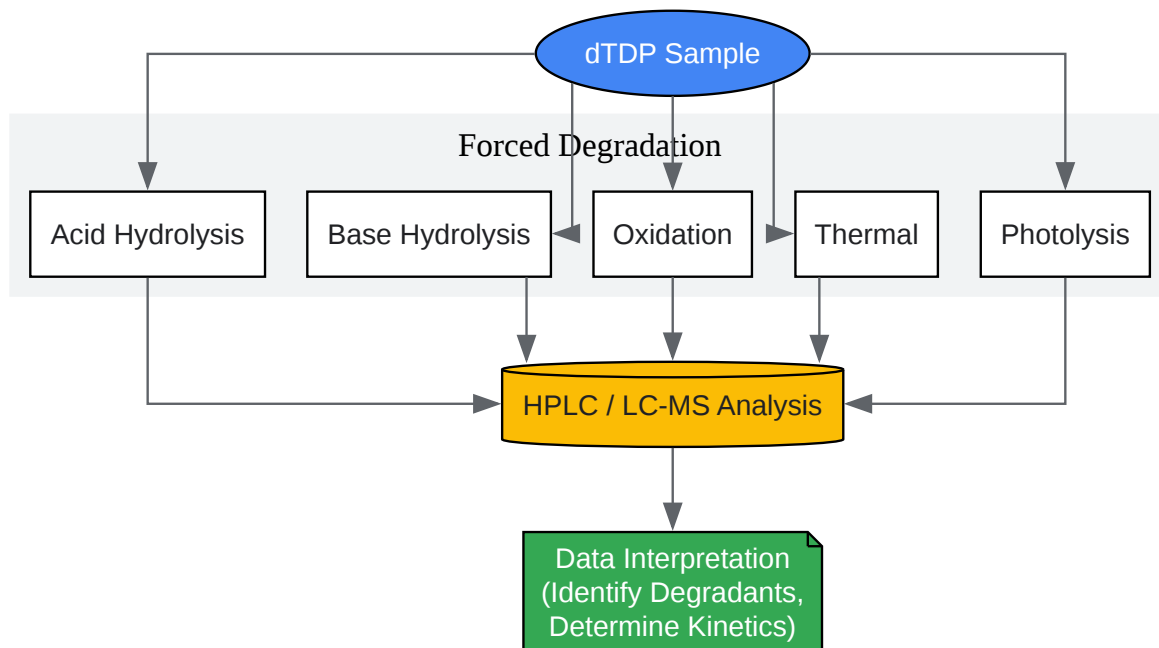 dTDP Sample
Forced Degradation
Acid Hydrolysis
Base Hydrolysis
Oxidation
Thermal
Photolysis
HPLC / LC-MS Analysis
Data Interpretation
(Identify Degradants,
Determine Kinetics)